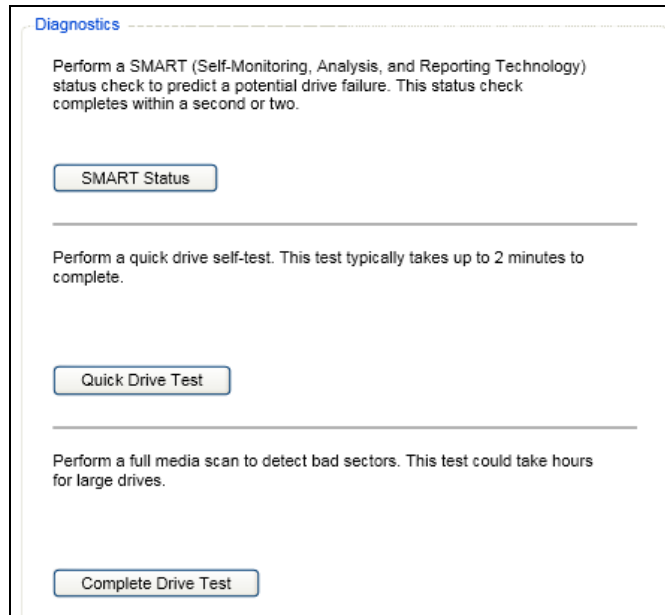 Diagnostics
Perform a SMART (Self-Monitoring, Analysis, and Reporting Technology)
status check to predict a potential drive failure. This status check
completes within a second or two.
SMART Status
Perform a quick drive self-test. This test typically takes up to 2 minutes to
complete.
Quick Drive Test
Perform a full media scan to detect bad sectors. This test could take hours
for large drives.
Complete Drive Test